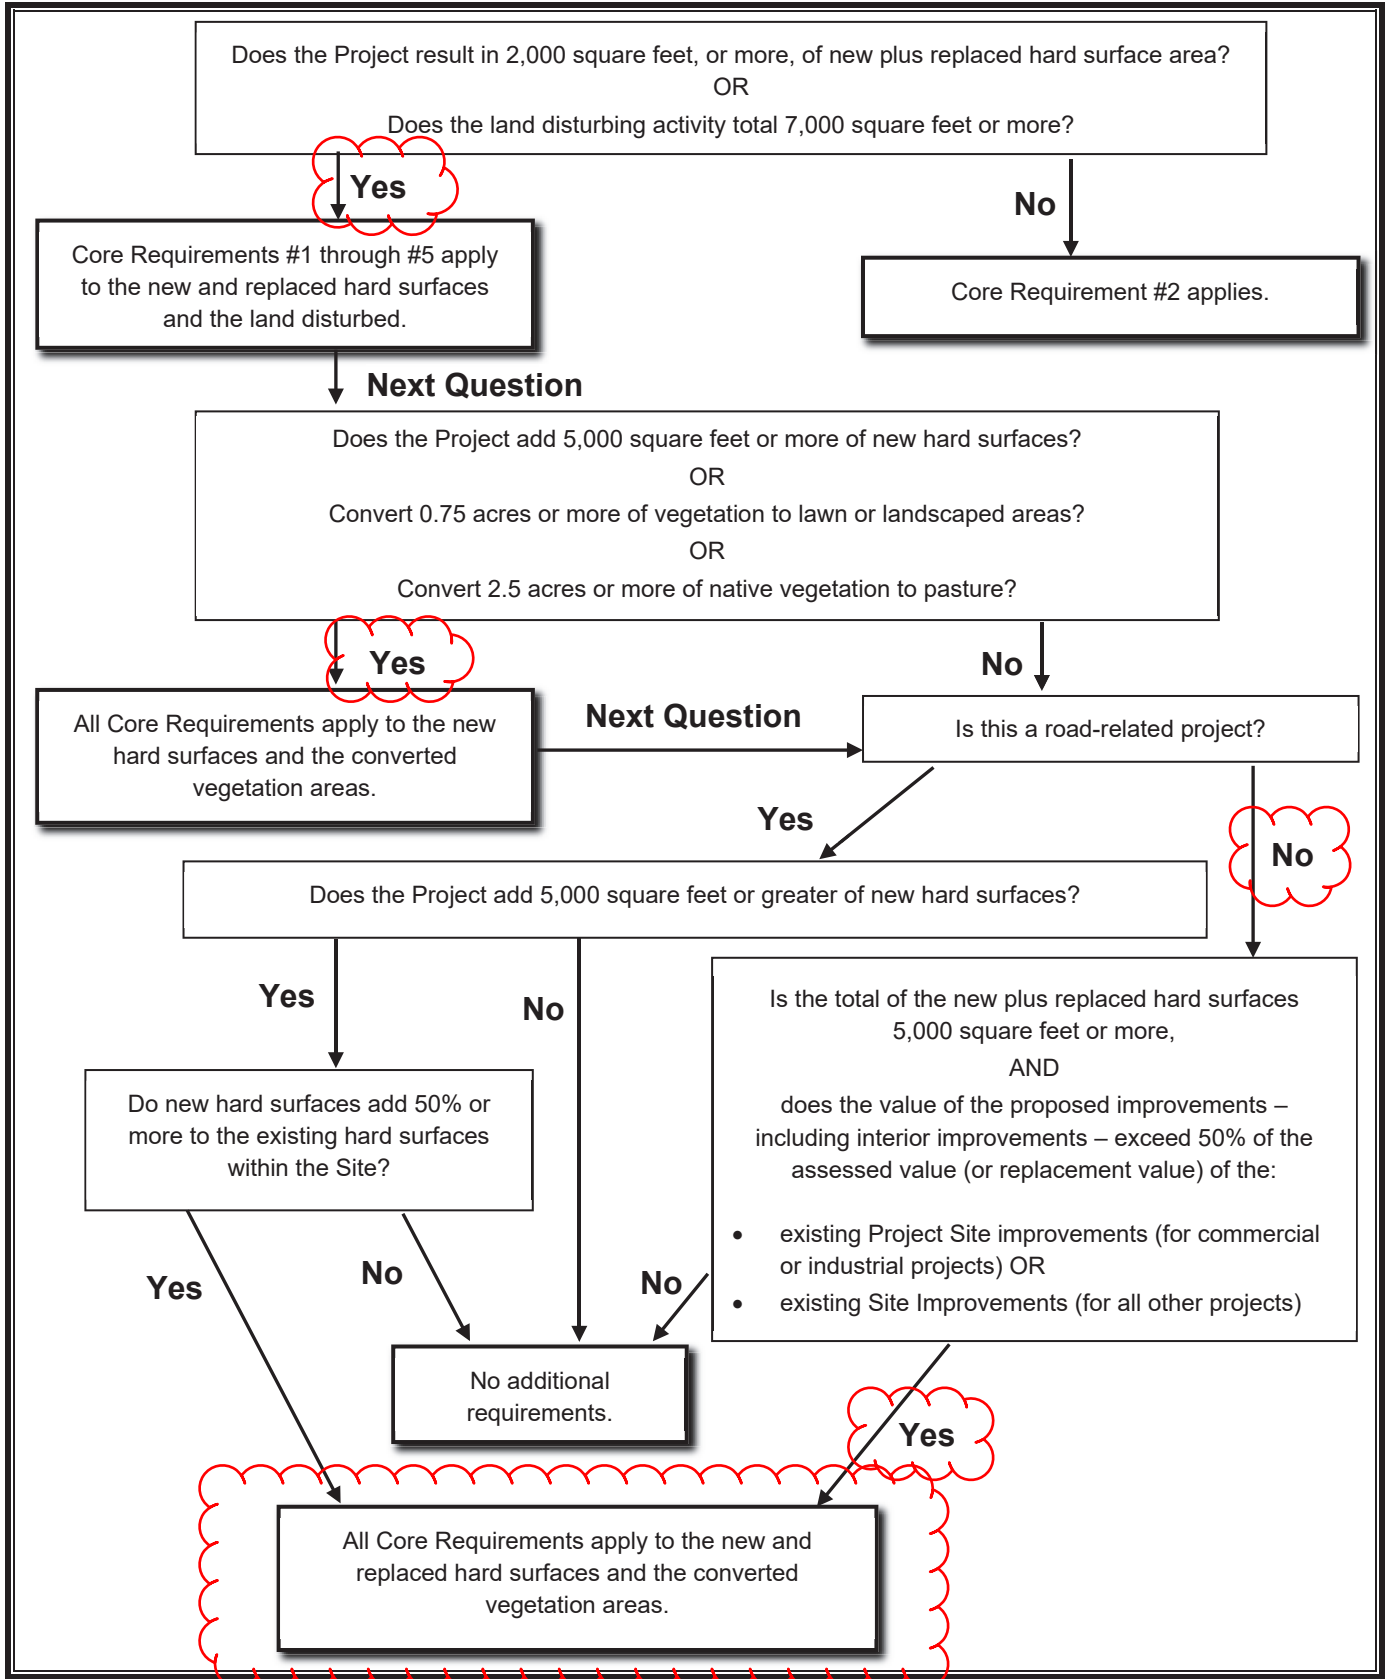 Does the Project result in 2,000 square feet, or more, of new plus replaced hard surface area?
OR
Does the land disturbing activity total 7,000 square feet or more?
Yes
No
Core Requirements #1 through #5 apply
to the new and replaced hard surfaces
and the land disturbed.
Core Requirement #2 applies.
Next Question
Does the Project add 5,000 square feet or more of new hard surfaces?
OR
Convert 0.75 acres or more of vegetation to lawn or landscaped areas?
OR
Convert 2.5 acres or more of native vegetation to pasture?
Yes
No
All Core Requirements apply to the new
hard surfaces and the converted
vegetation areas.
Next Question
Is this a road-related project?
Yes
No
Does the Project add 5,000 square feet or greater of new hard surfaces?
Yes
No
Is the total of the new plus replaced hard surfaces
5,000 square feet or more,
AND
does the value of the proposed improvements –
including interior improvements – exceed 50% of the
assessed value (or replacement value) of the:
• existing Project Site improvements (for commercial
or industrial projects) OR
• existing Site Improvements (for all other projects)
Do new hard surfaces add 50% or
more to the existing hard surfaces
within the Site?
Yes
No
No
No additional
requirements.
Yes
All Core Requirements apply to the new and
replaced hard surfaces and the converted
vegetation areas.